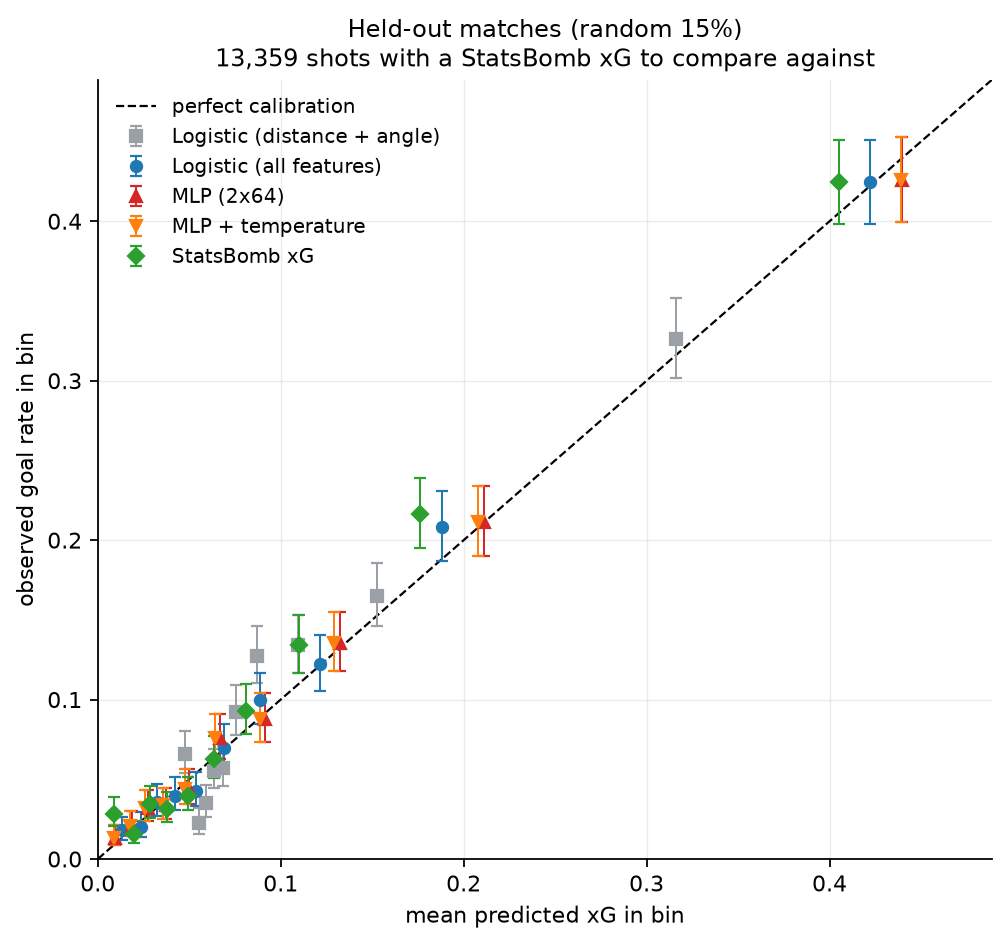 Held-out matches (random 15%)
13,359 shots with a StatsBomb xG to compare against
perfect calibration
Logistic (distance + angle)
Logistic (all features)
MLP (2x64)
MLP + temperature
StatsBomb xG
observed goal rate in bin
0.4
0.3
0.2
0.1
0.0
0.0 0.1 0.2 0.3 0.4
mean predicted xG in bin